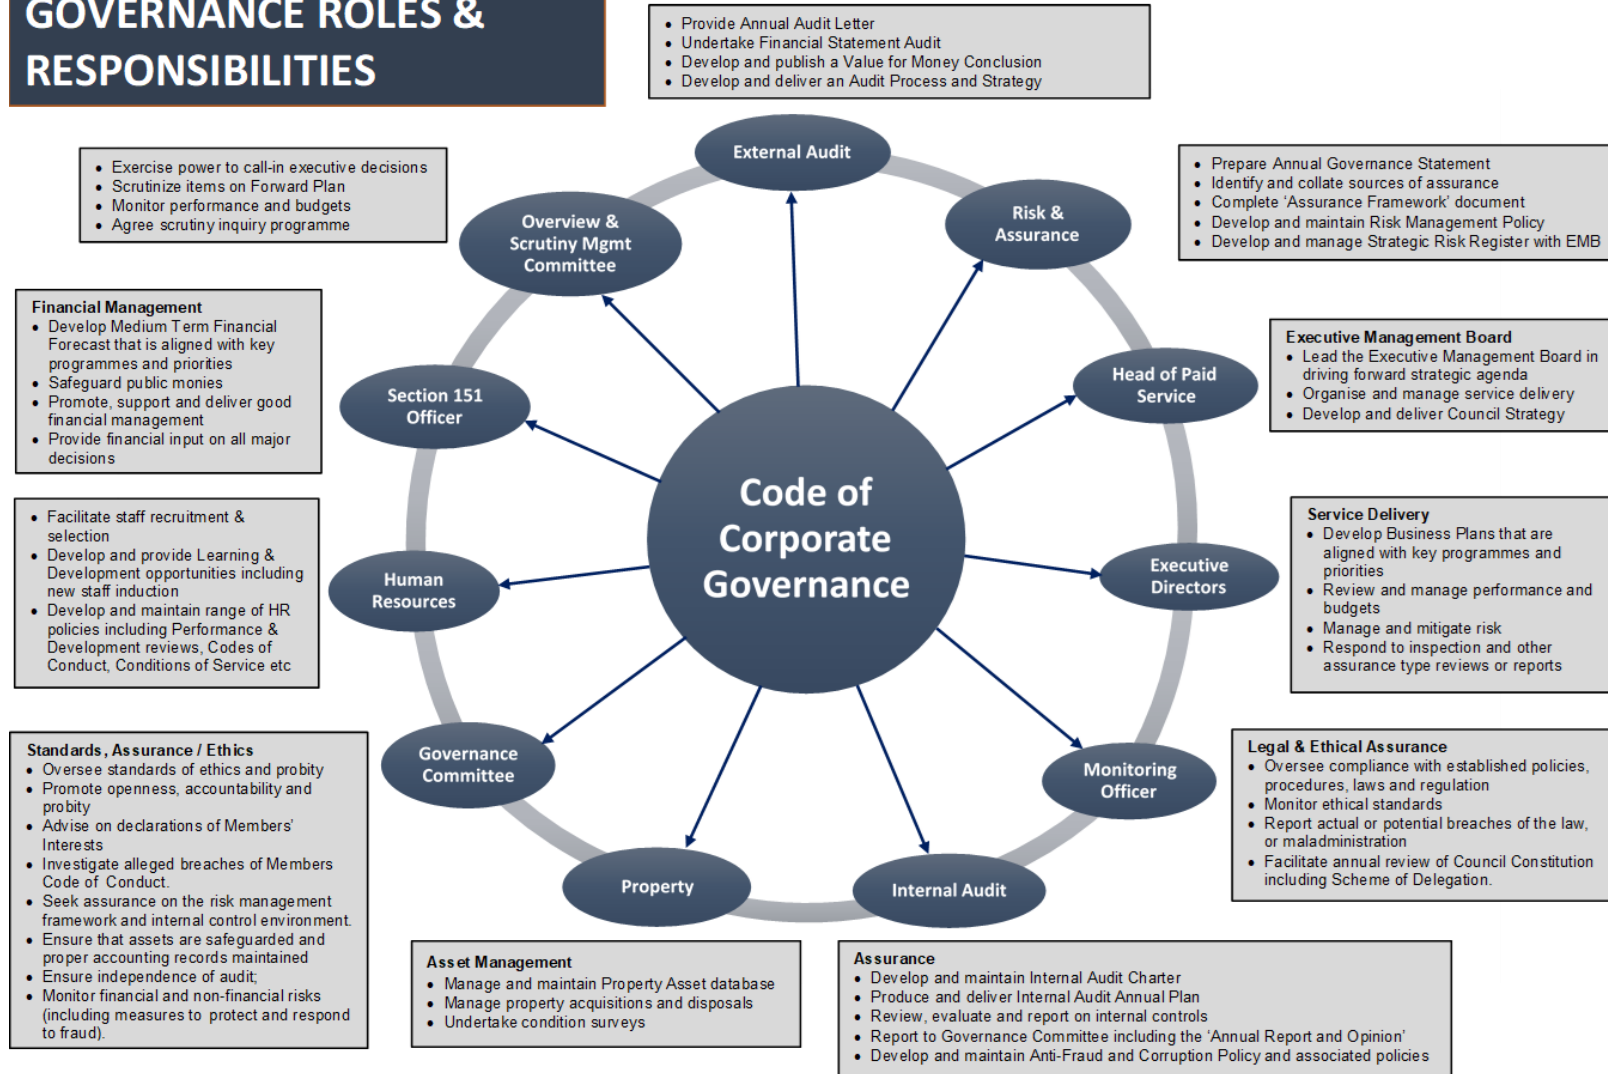 GOVERNANCE ROLES &
RESPONSIBILITIES
• Provide Annual Audit Letter
• Undertake Financial Statement Audit
• Develop and publish a Value for Money Conclusion
• Develop and deliver an Audit Process and Strategy
External Audit
• Exercise power to call-in executive decisions
• Scrutinize items on Forward Plan
• Monitor performance and budgets
• Agree scrutiny inquiry programme
Overview &
Scrutiny Mgmt
Committee
Risk &
Assurance
• Prepare Annual Governance Statement
• Identify and collate sources of assurance
• Complete ‘Assurance Framework’ document
• Develop and maintain Risk Management Policy
• Develop and manage Strategic Risk Register with EMB
Financial Management
• Develop Medium Term Financial
Forecast that is aligned with key
programmes and priorities
• Safeguard public monies
• Promote, support and deliver good
financial management
• Provide financial input on all major
decisions
Section 151
Officer
Head of Paid
Service
Executive Management Board
• Lead the Executive Management Board in
driving forward strategic agenda
• Organise and manage service delivery
• Develop and deliver Council Strategy
Code of
Corporate
Governance
• Facilitate staff recruitment &
selection
• Develop and provide Learning &
Development opportunities including
new staff induction
• Develop and maintain range of HR
policies including Performance &
Development reviews, Codes of
Conduct, Conditions of Service etc
Human
Resources
Executive
Directors
Service Delivery
• Develop Business Plans that are
aligned with key programmes and
priorities
• Review and manage performance and
budgets
• Manage and mitigate risk
• Respond to inspection and other
assurance type reviews or reports
Standards, Assurance / Ethics
• Oversee standards of ethics and probity
• Promote openness, accountability and
probity
• Advise on declarations of Members’
Interests
• Investigate alleged breaches of Members
Code of Conduct.
• Seek assurance on the risk management
framework and internal control environment.
• Ensure that assets are safeguarded and
proper accounting records maintained
• Ensure independence of audit;
• Monitor financial and non-financial risks
(including measures to protect and respond
to fraud).
Governance
Committee
Monitoring
Officer
Legal & Ethical Assurance
• Oversee compliance with established policies,
procedures, laws and regulation
• Monitor ethical standards
• Report actual or potential breaches of the law,
or maladministration
• Facilitate annual review of Council Constitution
including Scheme of Delegation.
Property
Internal Audit
Asset Management
• Manage and maintain Property Asset database
• Manage property acquisitions and disposals
• Undertake condition surveys
Assurance
• Develop and maintain Internal Audit Charter
• Produce and deliver Internal Audit Annual Plan
• Review, evaluate and report on internal controls
• Report to Governance Committee including the ‘Annual Report and Opinion’
• Develop and maintain Anti-Fraud and Corruption Policy and associated policies